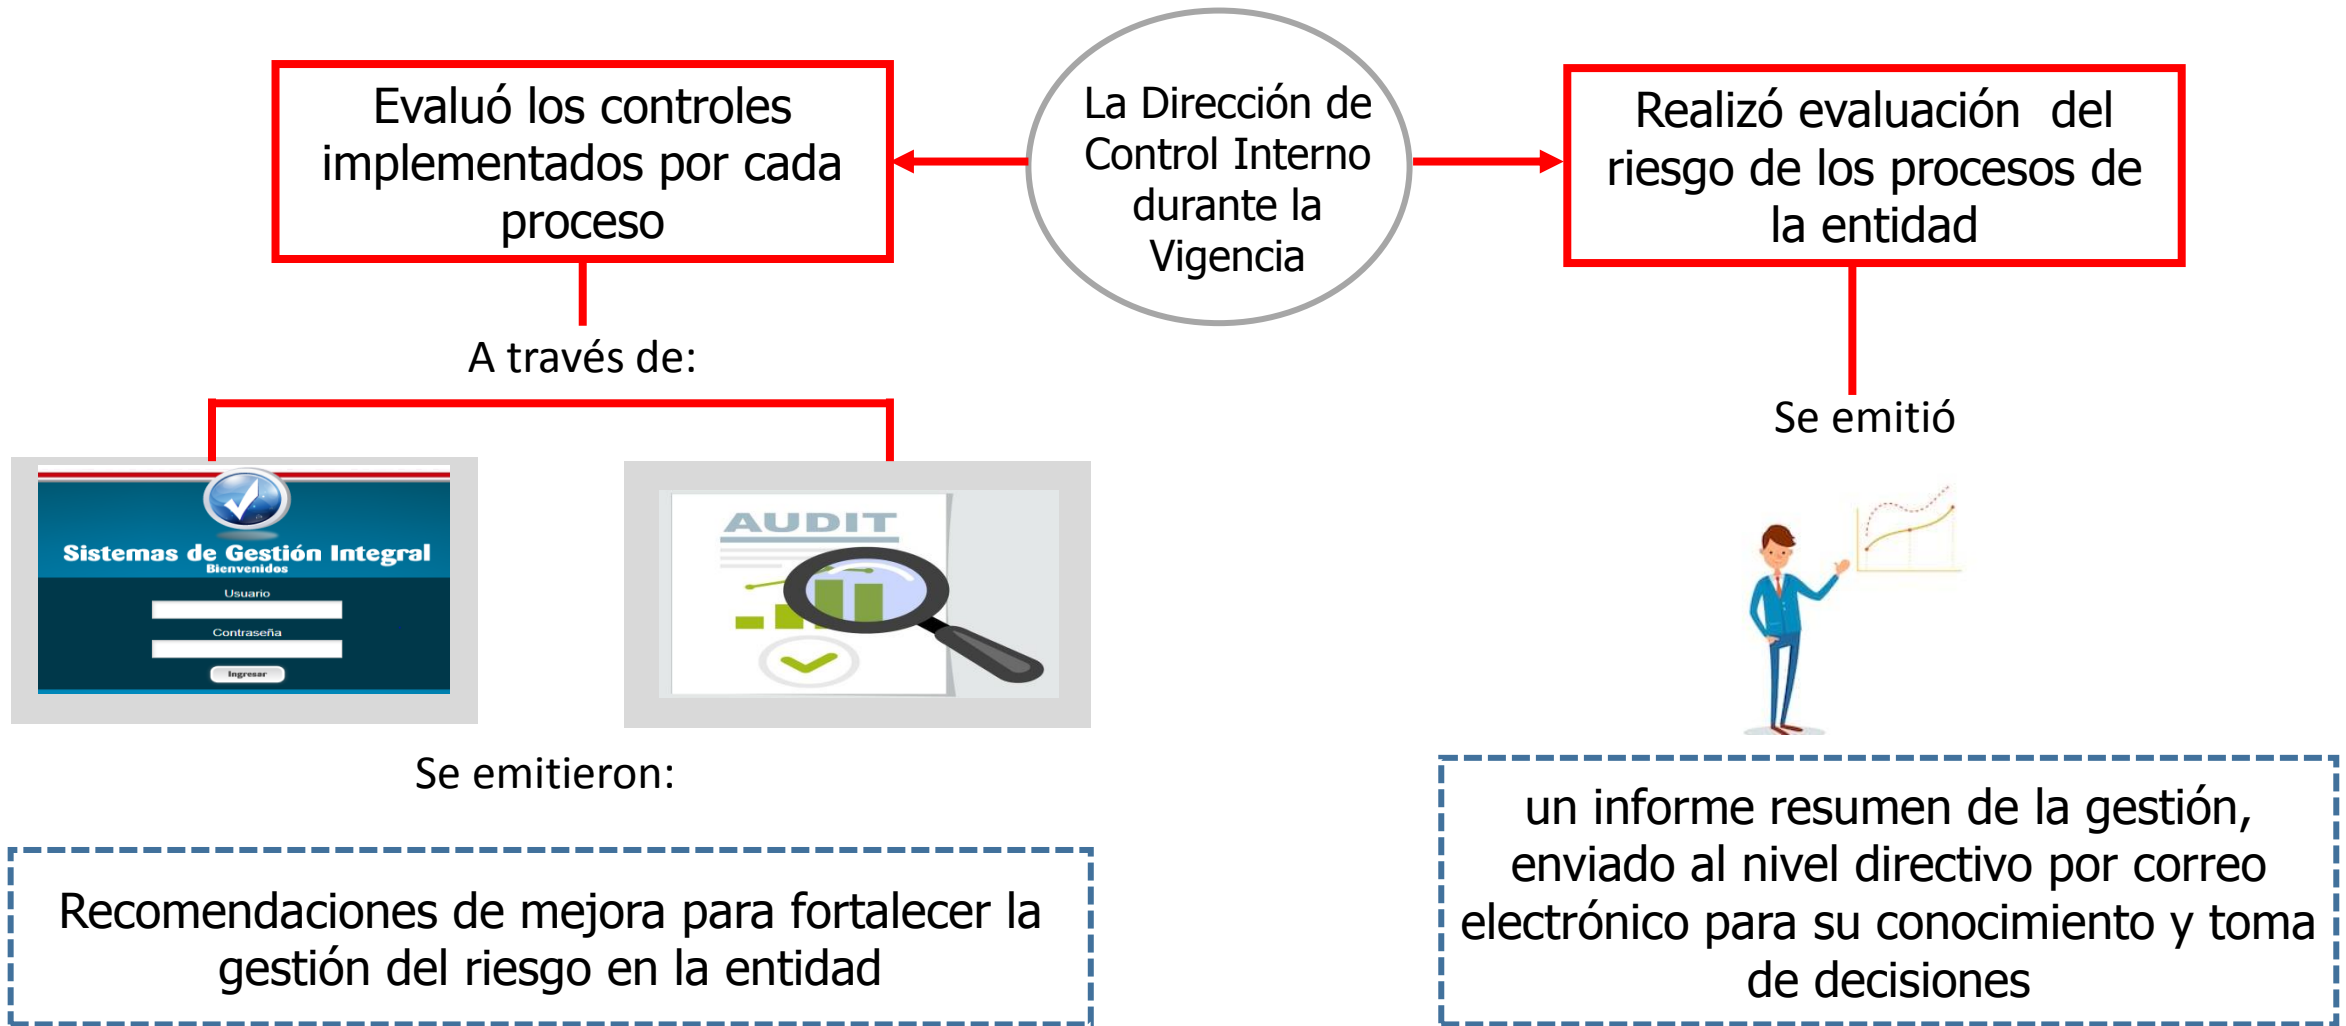 La Dirección de
Control Interno
durante la
Vigencia
Evaluó los controles
implementados por cada
proceso
A través de:
Sistemas de Gestión Integral
Bienvenidos
Usuario
Contraseña
Ingresar
AUDIT
Se emitieron:
Recomendaciones de mejora para fortalecer la
gestión del riesgo en la entidad
Realizó evaluación  del
riesgo de los procesos de
la entidad
Se emitió
un informe resumen de la gestión,
enviado al nivel directivo por correo
electrónico para su conocimiento y toma
de decisiones